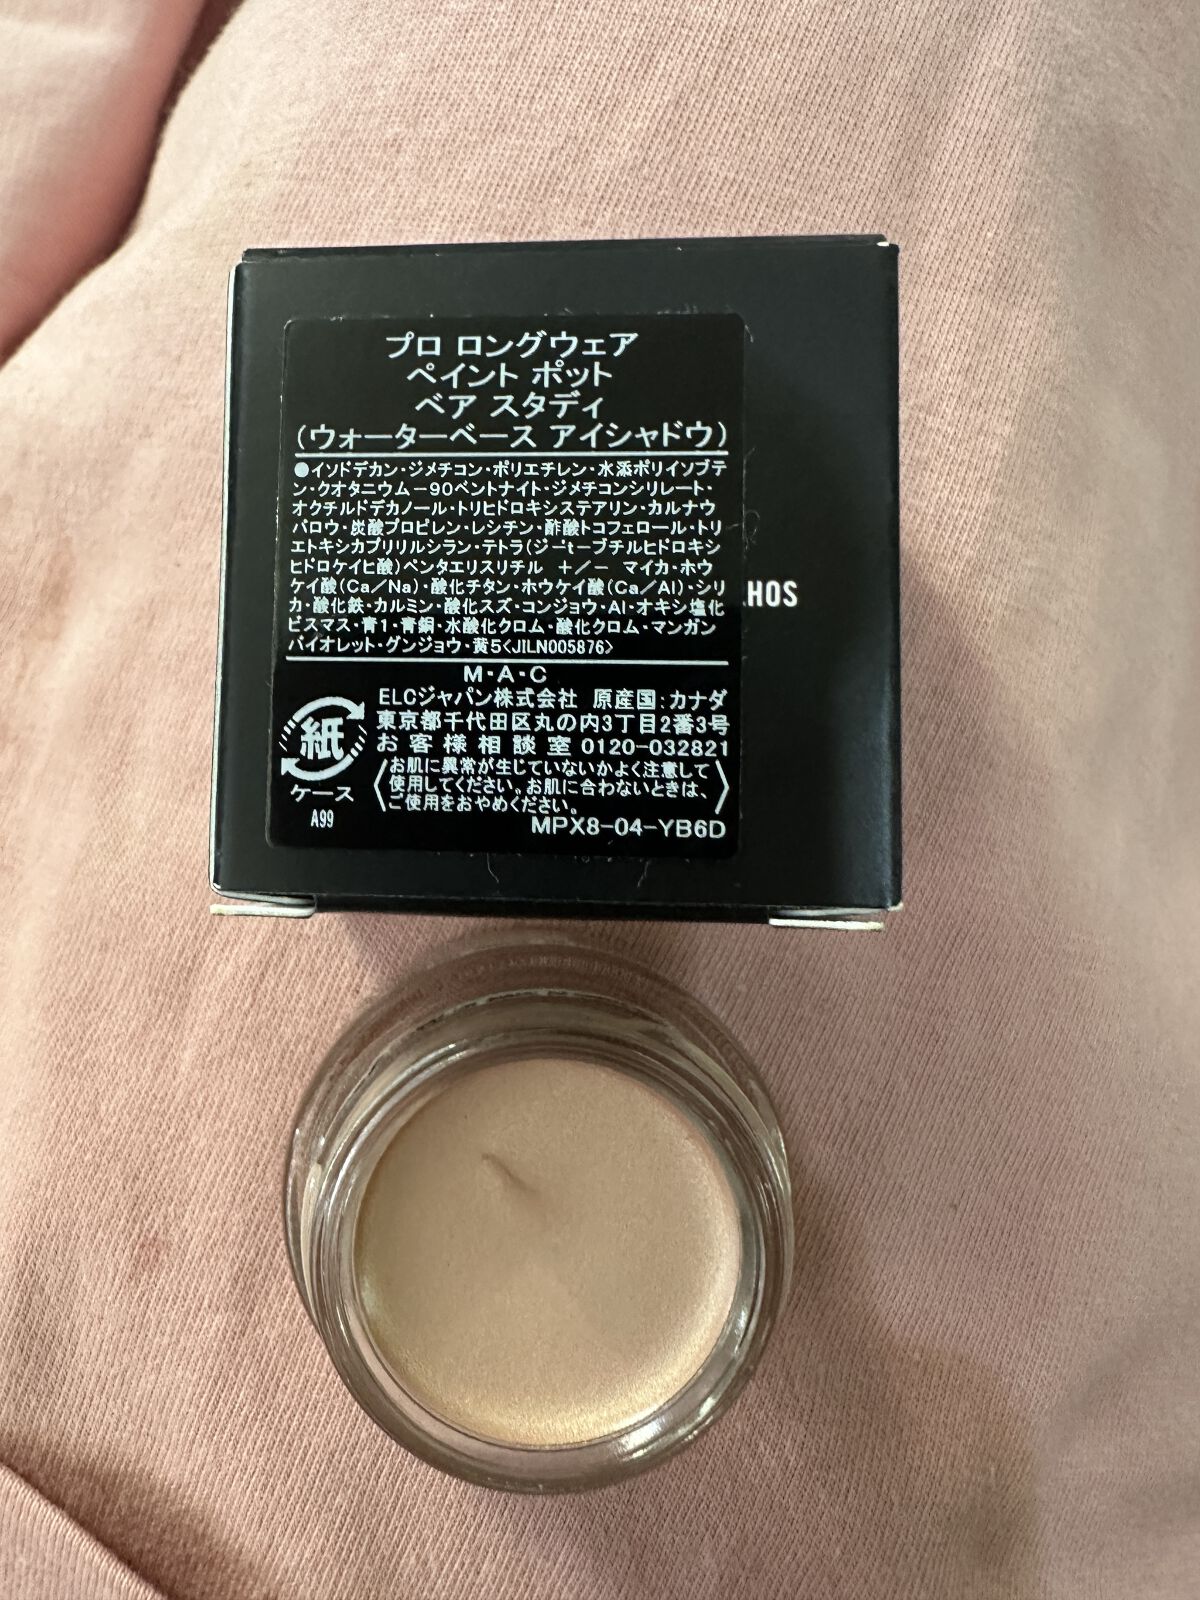 プロ ロングウェア
ペイント ポット
ベア スタディ
(ウォーターベース アイシャドウ)
●イソドデカン・ジメチコン・ポリエチレン・水添ポリイソブテ
ン・クオタニウム-90ベントナイト・ジメチコンシリレート・
オクチルドデカノール・トリヒドロキシステアリン・カルナウ
バロウ・炭酸プロピレン・レシチン・酢酸トコフェロール・トリ
エトキシカプリリルシラン・テトラ(ジ-t-ブチルヒドロキシ
ヒドロケイヒ酸)ペンタエリスリチル +/- マイカ・ホウ
ケイ酸(Ca/Na)・酸化チタン・ホウケイ酸(Ca/Al)・シリ
カ・酸化鉄・カルミン・酸化スズ・コンジョウ・Al・オキシ塩化
ビスマス・青1・青銅・水酸化クロム・酸化クロム・マンガン
バイオレット・グンジョウ・黄5<JILN005876>
HOS
M・A・C
ELCジャパン株式会社 原産国:カナダ
東京都千代田区丸の内3丁目2番3号
お客様相談室 0120-032821
お肌に異常が生じていないかよく注意して
使用してください。お肌に合わないときは、
ご使用をおやめください。
紙
ケース
A99
MPX8-04-YB6D